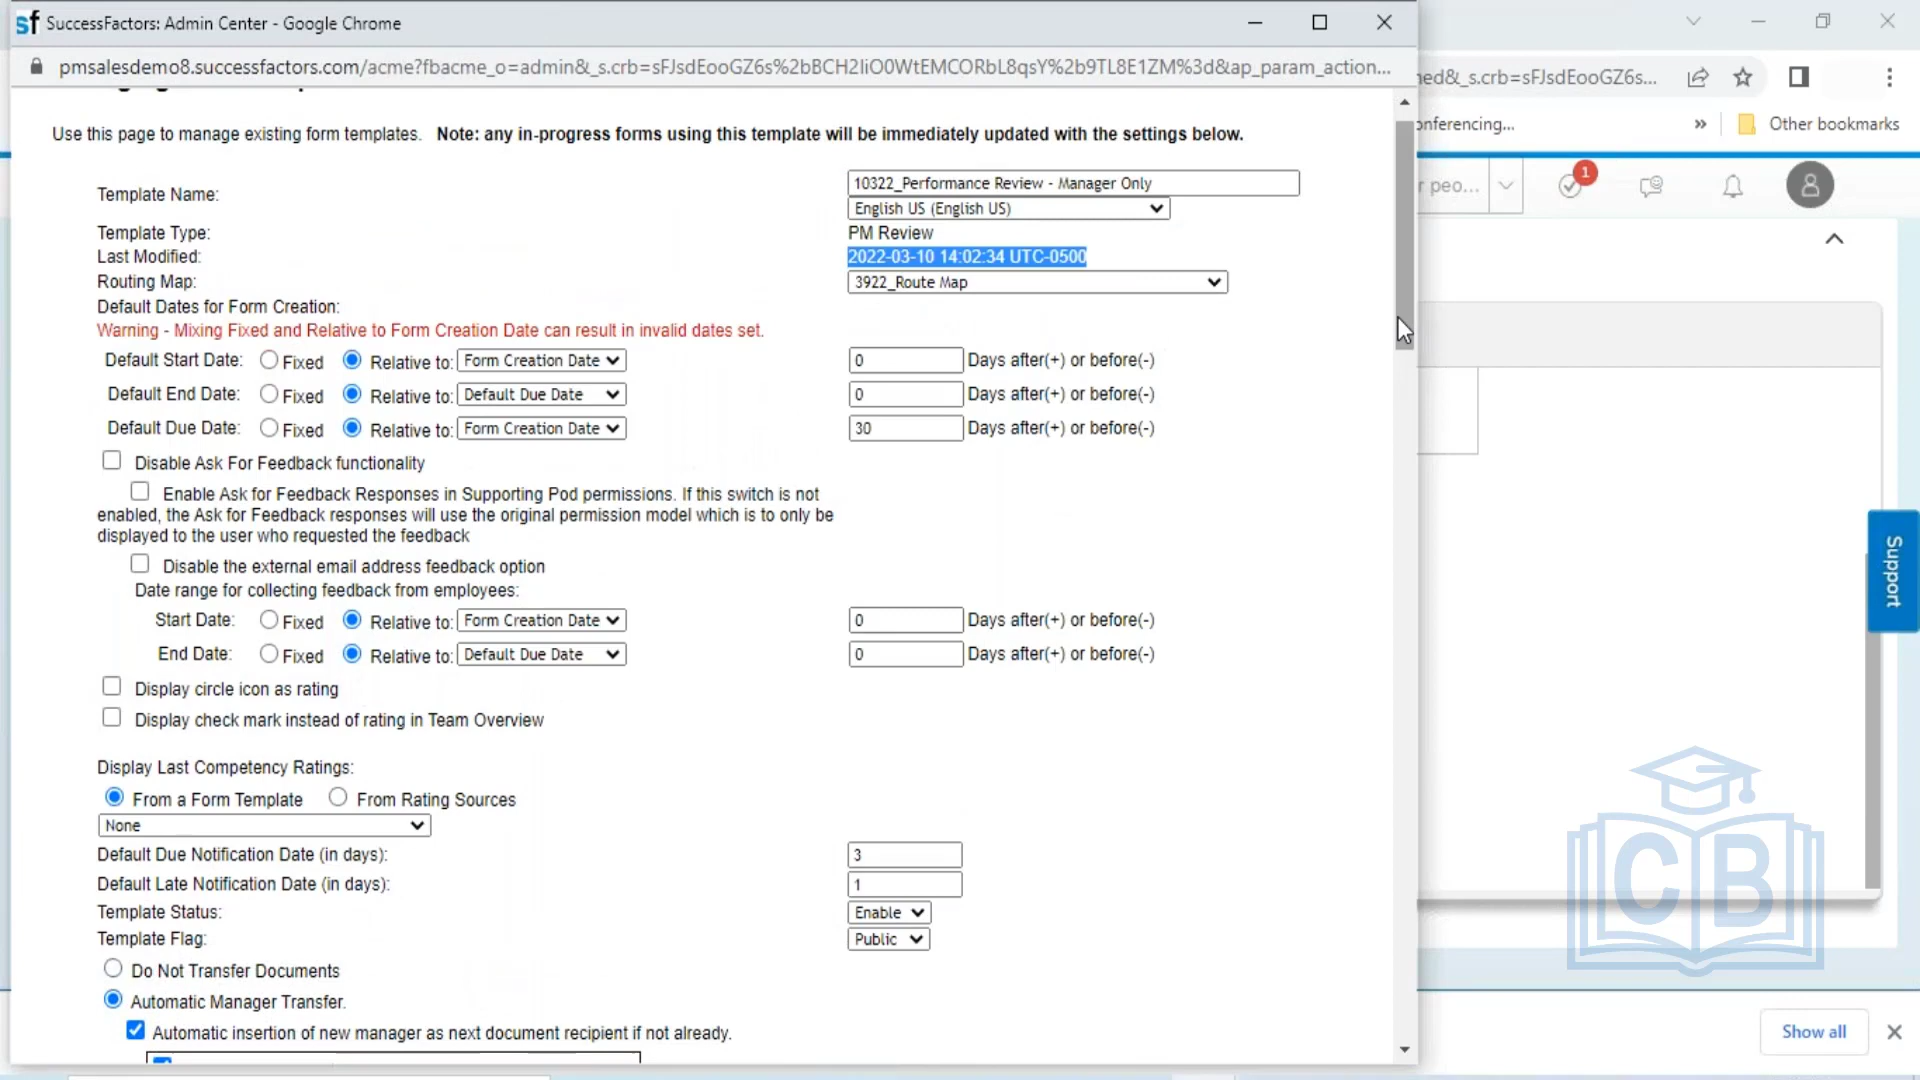 SuccessFactors: Admin Center - Google Chrome
pmsalesdemo8.successfactors.com/acme?fbacme_o=admin&_s.crb=sFJsdEooGZ6s%2bBCH2IiO0WtEMCORbL8qsY%2b9TL8E1ZM%3d&ap_param_action...
ned&_s.crb=sFJsdEooGZ6s...
onferencing...
»
Other bookmarks
Use this page to manage existing form templates. Note: any in-progress forms using this template will be immediately updated with the settings below.
r peo...
1
Template Name:
10322_Performance Review - Manager Only
English US (English US)
Template Type:
PM Review
Last Modified:
2022-03-10 14:02:34 UTC-0500
Routing Map:
3922_Route Map
Default Dates for Form Creation:
Warning - Mixing Fixed and Relative to Form Creation Date can result in invalid dates set.
Default Start Date: Fixed Relative to: Form Creation Date 0 Days after(+) or before(-)
Default End Date: Fixed Relative to: Default Due Date 0 Days after(+) or before(-)
Default Due Date: Fixed Relative to: Form Creation Date 30 Days after(+) or before(-)
Disable Ask For Feedback functionality
Enable Ask for Feedback Responses in Supporting Pod permissions. If this switch is not
enabled, the Ask for Feedback responses will use the original permission model which is to only be
displayed to the user who requested the feedback
Disable the external email address feedback option
Date range for collecting feedback from employees:
Start Date: Fixed Relative to: Form Creation Date 0 Days after(+) or before(-)
End Date: Fixed Relative to: Default Due Date 0 Days after(+) or before(-)
Display circle icon as rating
Display check mark instead of rating in Team Overview
Display Last Competency Ratings:
From a Form Template From Rating Sources
None
Default Due Notification Date (in days): 3
Default Late Notification Date (in days): 1
Template Status: Enable
Template Flag: Public
Do Not Transfer Documents
Automatic Manager Transfer.
Automatic insertion of new manager as next document recipient if not already.
Support
CB
Show all